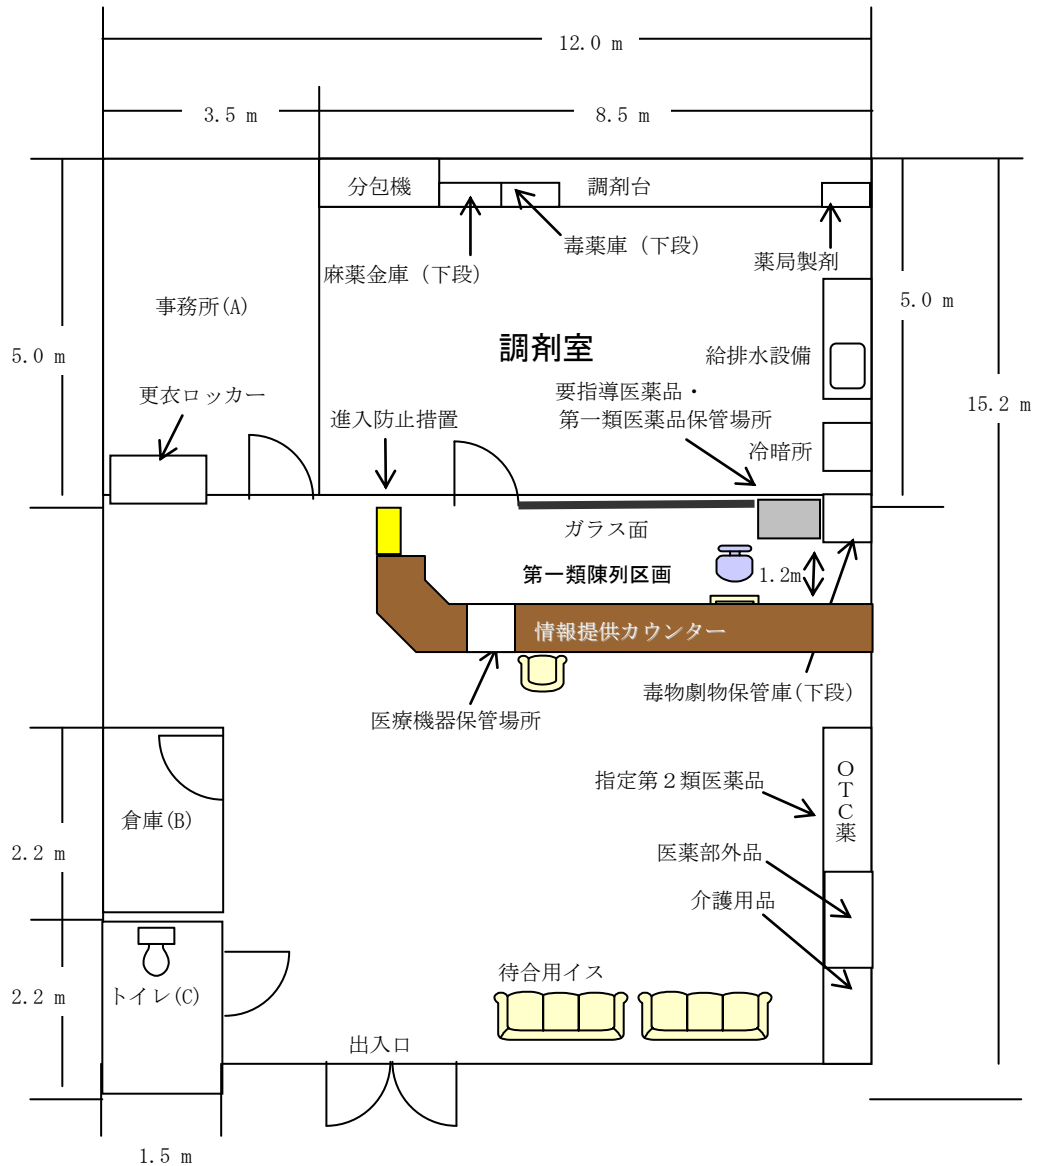 12.0 m
3.5 m
8.5 m
分包機
調剤台
毒薬庫 (下段)
麻薬金庫 (下段)
薬局製剤
事務所(A)
5.0 m
5.0 m
調剤室
給排水設備
更衣ロッカー
進入防止措置
要指導医薬品・
第一類医薬品保管場所
15.2 m
冷暗所
ガラス面
第一類陳列区画
1.2m
情報提供カウンター
毒物劇物保管庫(下段)
医療機器保管場所
指定第２類医薬品
ＯＴＣ薬
倉庫(B)
2.2 m
医薬部外品
介護用品
待合用イス
2.2 m
トイレ(C)
出入口
1.5 m